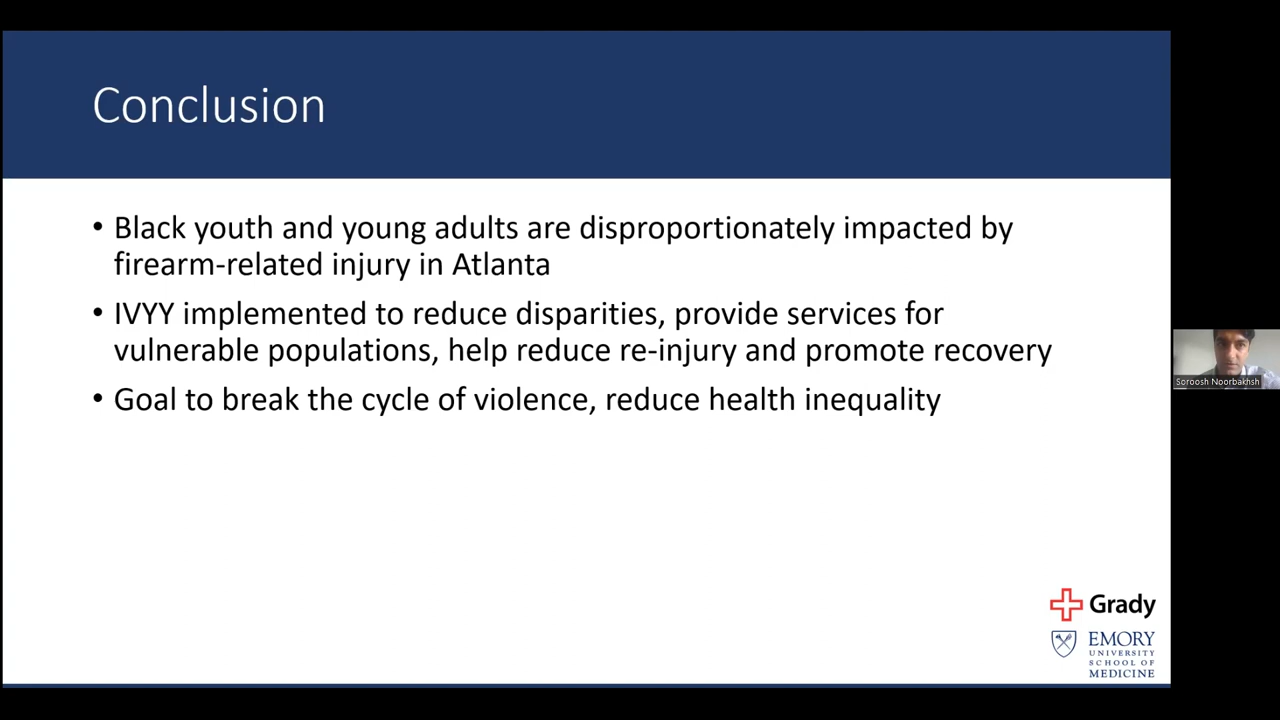 Conclusion
• Black youth and young adults are disproportionately impacted by
firearm-related injury in Atlanta
• IVYY implemented to reduce disparities, provide services for
vulnerable populations, help reduce re-injury and promote recovery
• Goal to break the cycle of violence, reduce health inequality
Soroosh Noorbakhsh
Grady
EMORY
UNIVERSITY
SCHOOL OF
MEDICINE